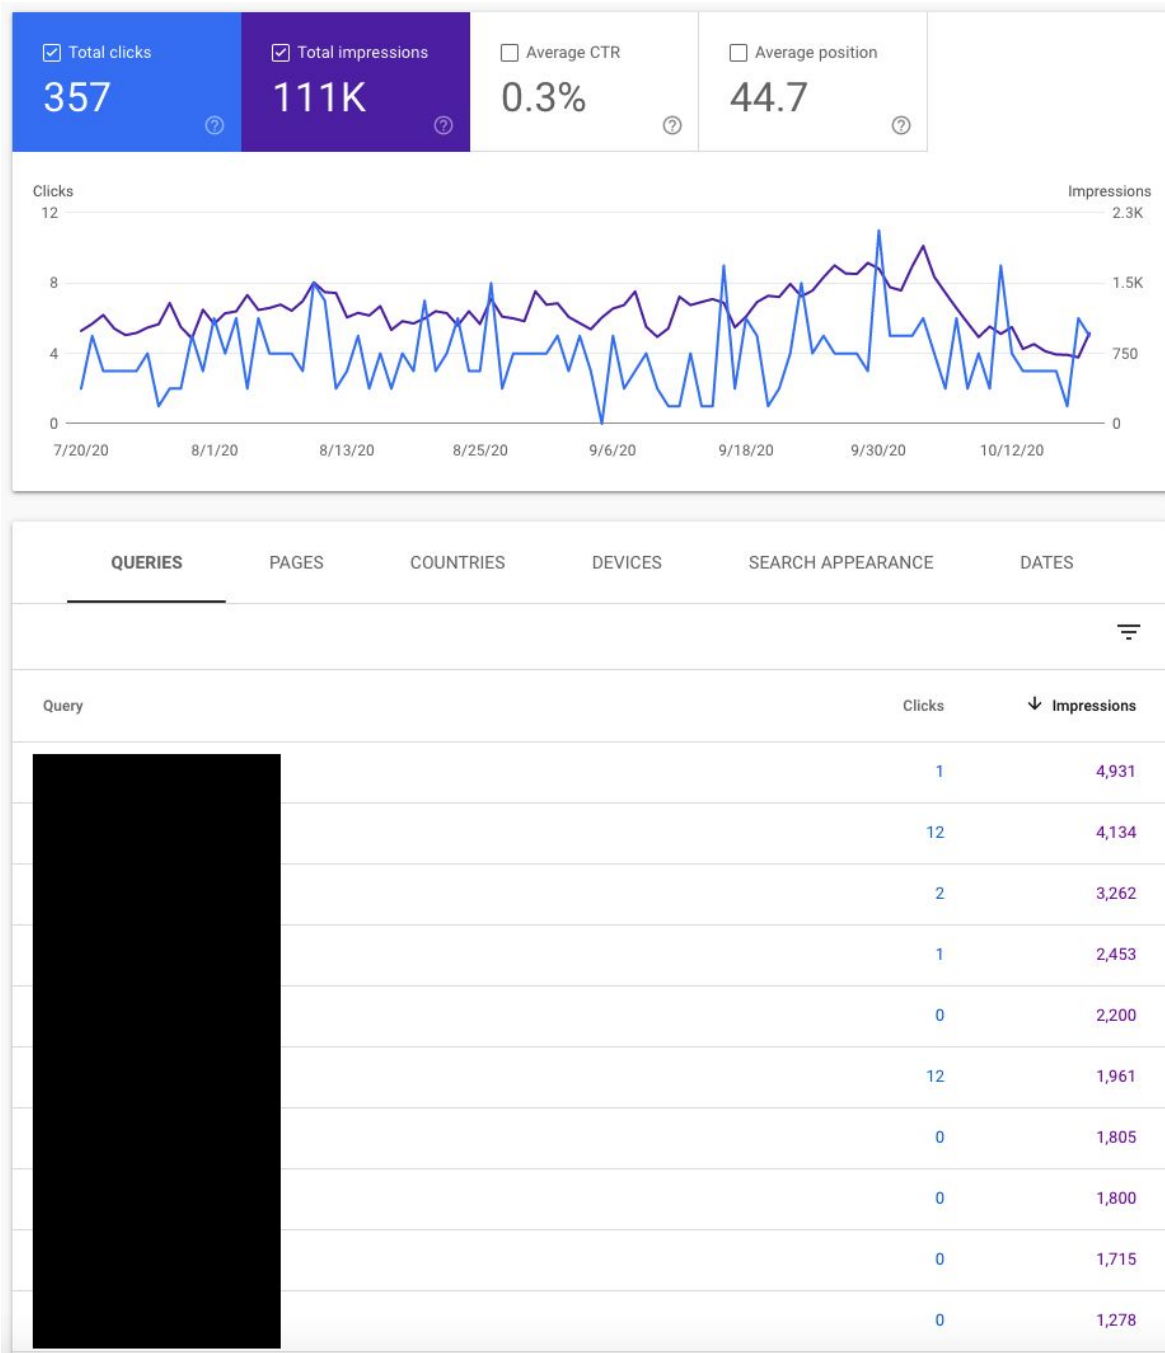 Total clicks Total impressions Average CTR Average position
357 111K 0.3% 44.7
Clicks Impressions
12 2.3K
8 1.5K
4 750
0 0
7/20/20 8/1/20 8/13/20 8/25/20 9/6/20 9/18/20 9/30/20 10/12/20
QUERIES PAGES COUNTRIES DEVICES SEARCH APPEARANCE DATES
Query Clicks Impressions
1 4,931
12 4,134
2 3,262
1 2,453
0 2,200
12 1,961
0 1,805
0 1,800
0 1,715
0 1,278